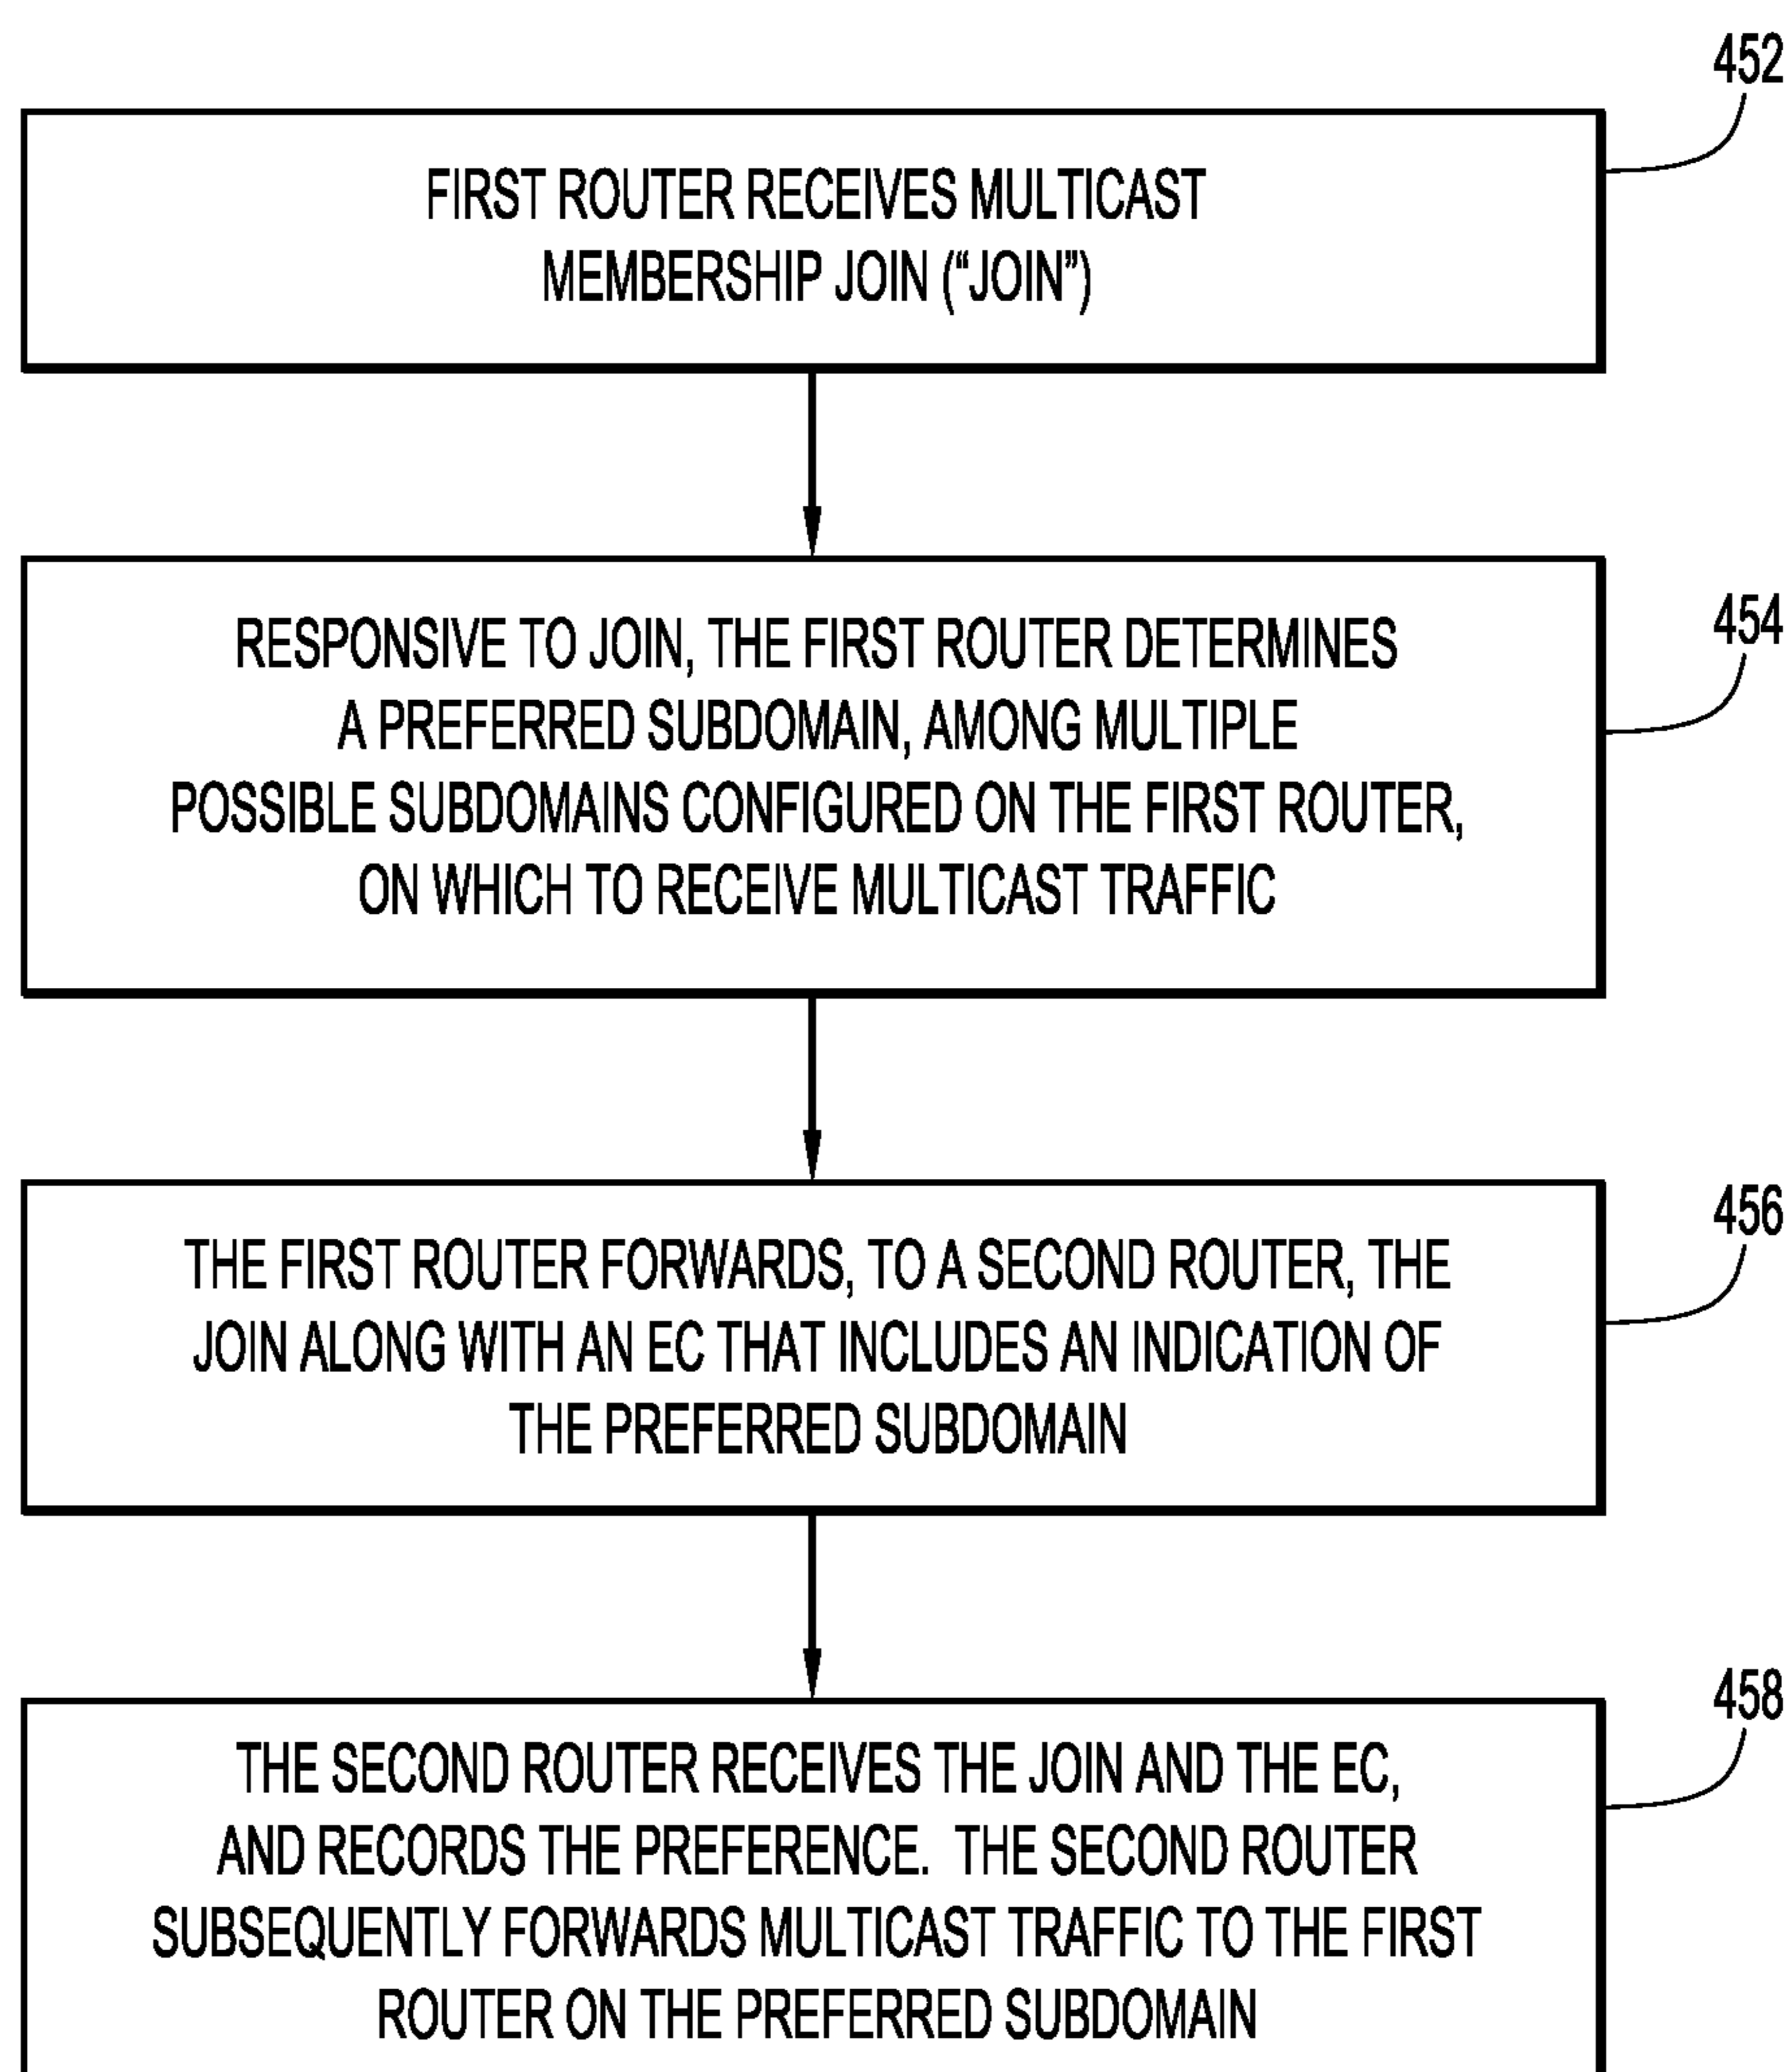 452
FIRST ROUTER RECEIVES MULTICAST
MEMBERSHIP JOIN (“JOIN”)
454
RESPONSIVE TO JOIN, THE FIRST ROUTER DETERMINES
A PREFERRED SUBDOMAIN, AMONG MULTIPLE
POSSIBLE SUBDOMAINS CONFIGURED ON THE FIRST ROUTER,
ON WHICH TO RECEIVE MULTICAST TRAFFIC
456
THE FIRST ROUTER FORWARDS, TO A SECOND ROUTER, THE
JOIN ALONG WITH AN EC THAT INCLUDES AN INDICATION OF
THE PREFERRED SUBDOMAIN
458
THE SECOND ROUTER RECEIVES THE JOIN AND THE EC,
AND RECORDS THE PREFERENCE. THE SECOND ROUTER
SUBSEQUENTLY FORWARDS MULTICAST TRAFFIC TO THE FIRST
ROUTER ON THE PREFERRED SUBDOMAIN